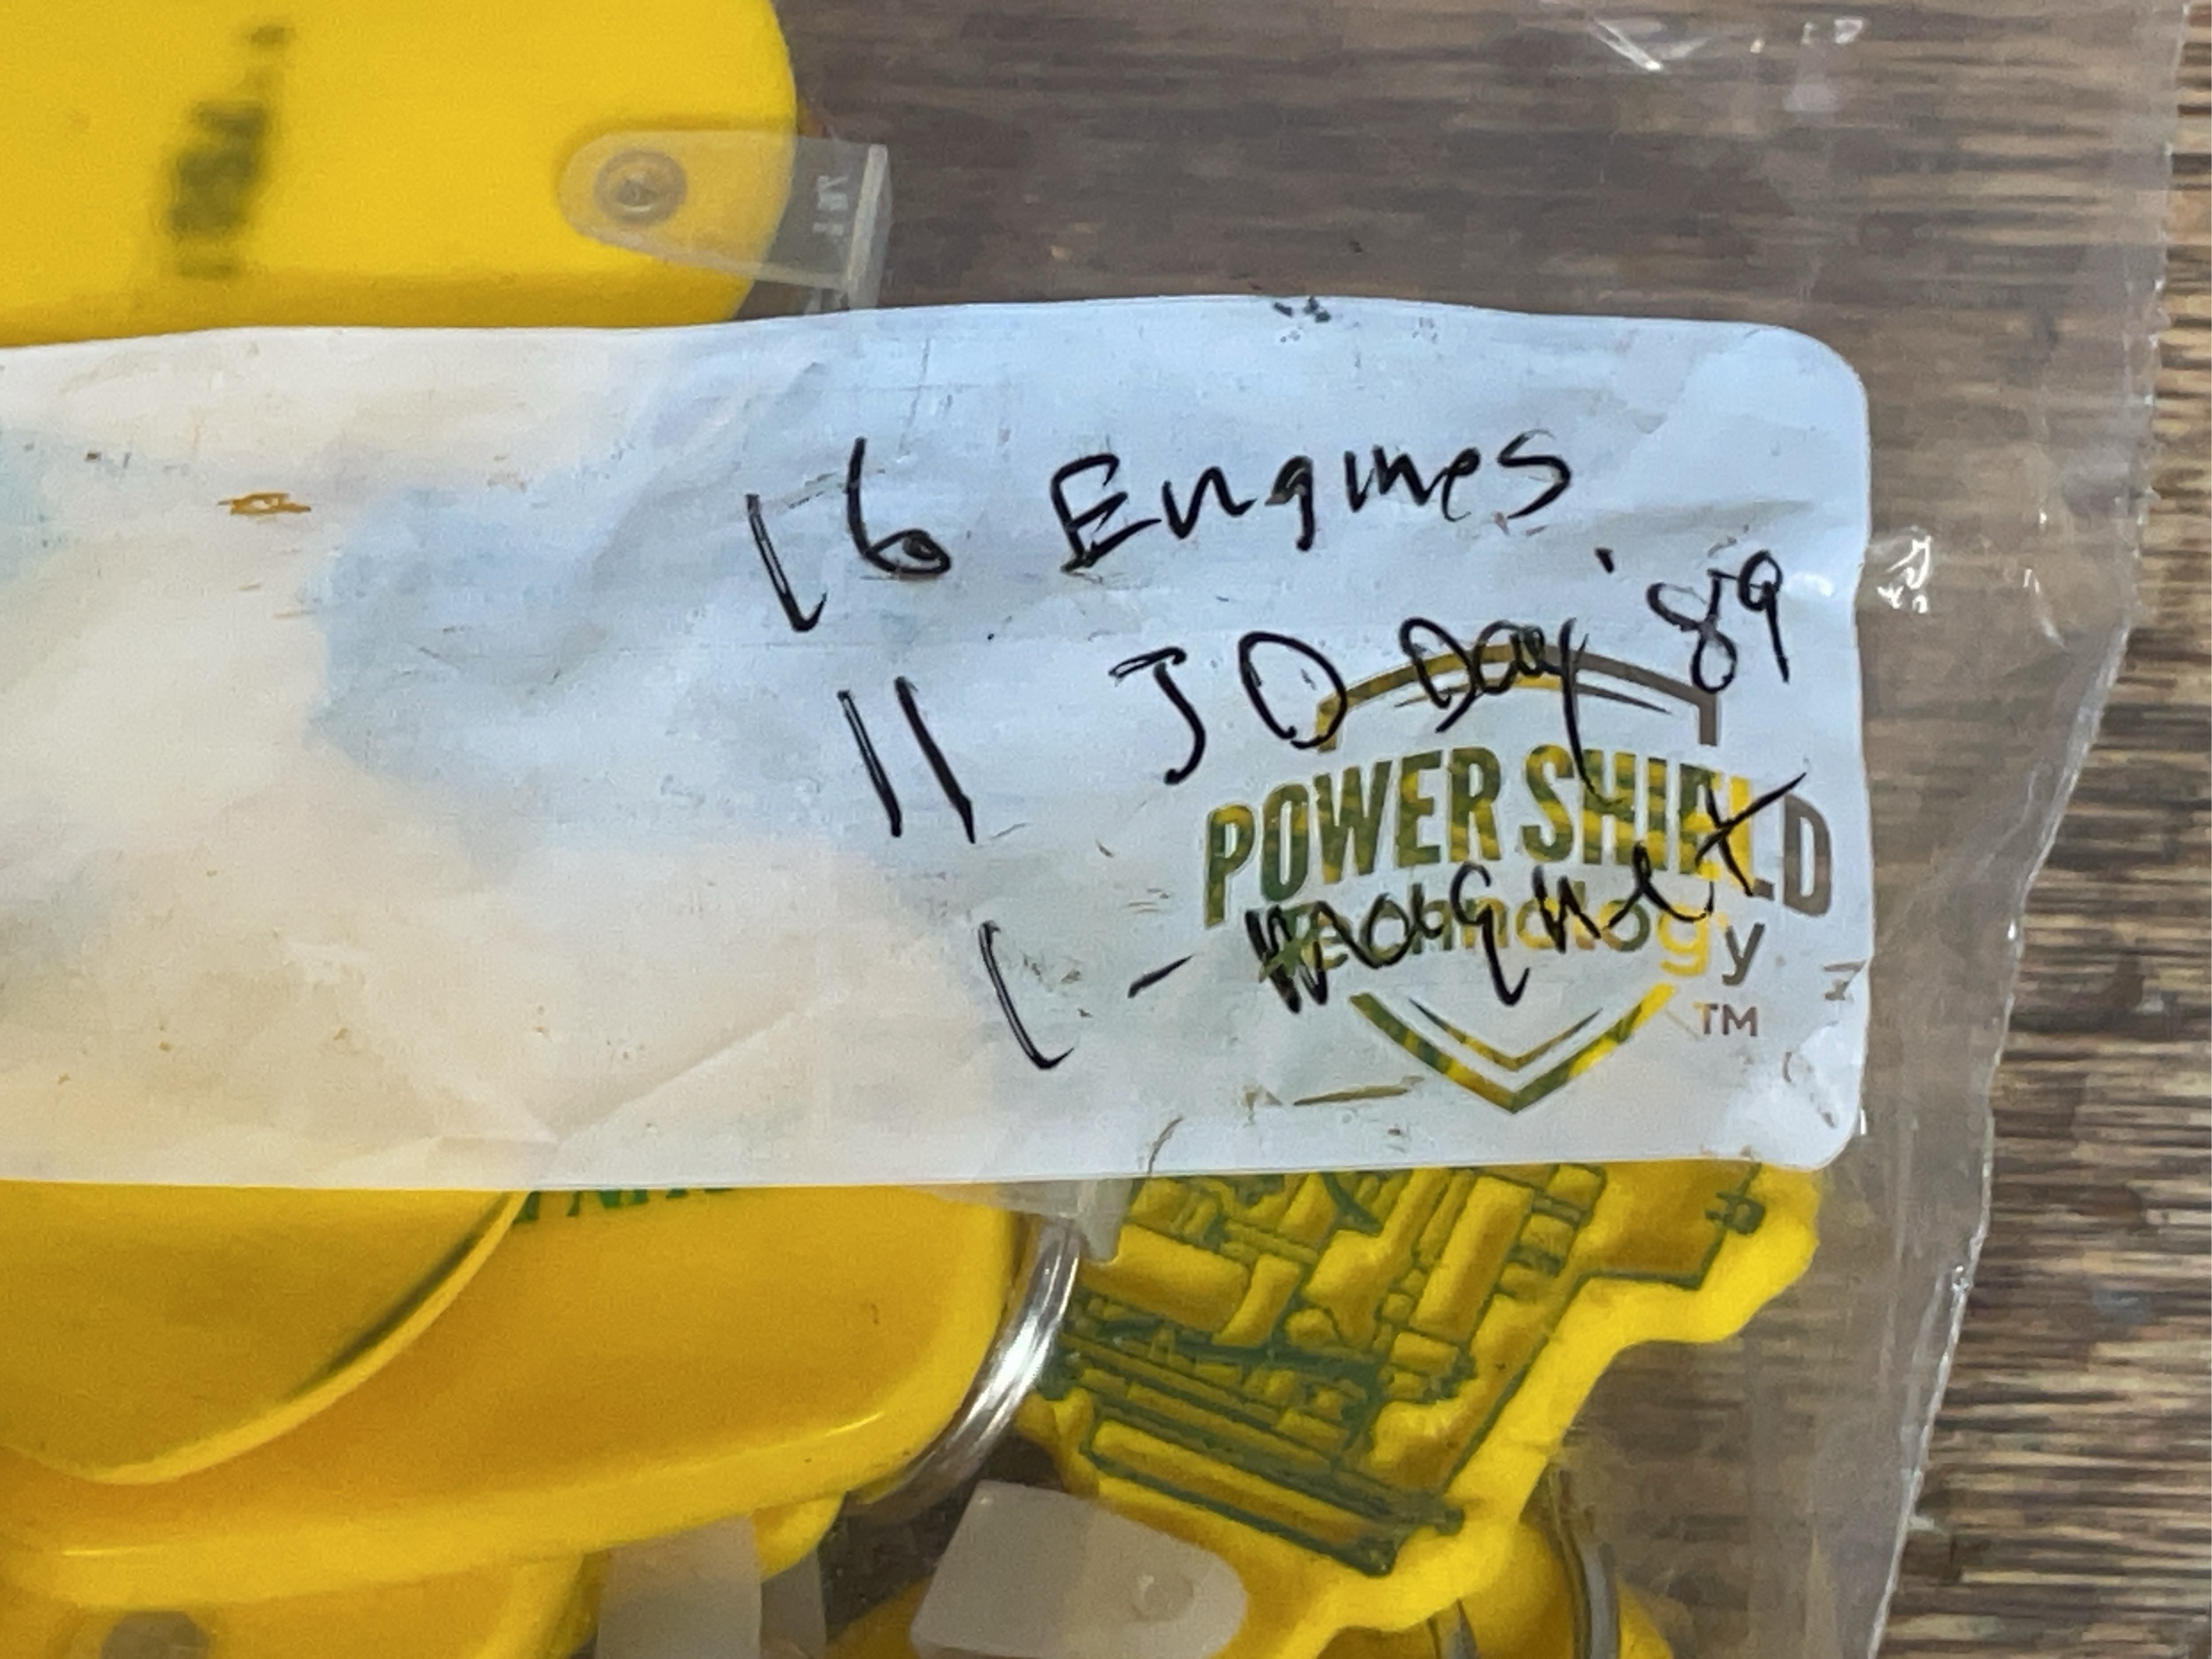 16 Engines
11 JD Day '89
1 - magnet
POWER SHIELD
Technology
TM